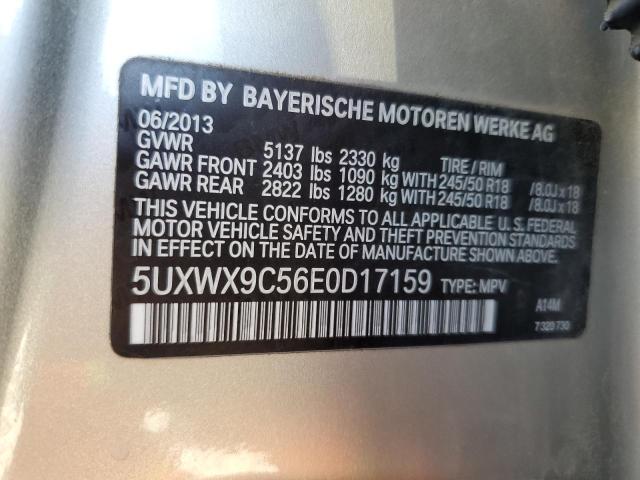 MFD BY BAYERISCHE MOTOREN WERKE AG
06/2013
GVWR 5137 lbs 2330 kg TIRE / RIM
GAWR FRONT 2403 lbs 1090 kg WITH 245/50 R18 /8.0J x 18
GAWR REAR 2822 lbs 1280 kg WITH 245/50 R18 /8.0J x 18
THIS VEHICLE CONFORMS TO ALL APPLICABLE U. S. FEDERAL
MOTOR VEHICLE SAFETY AND THEFT PREVENTION STANDARDS
IN EFFECT ON THE DATE OF MANUFACTURE SHOWN ABOVE.
5UXWX9C56E0D17159 TYPE: MPV
A14M
7320730